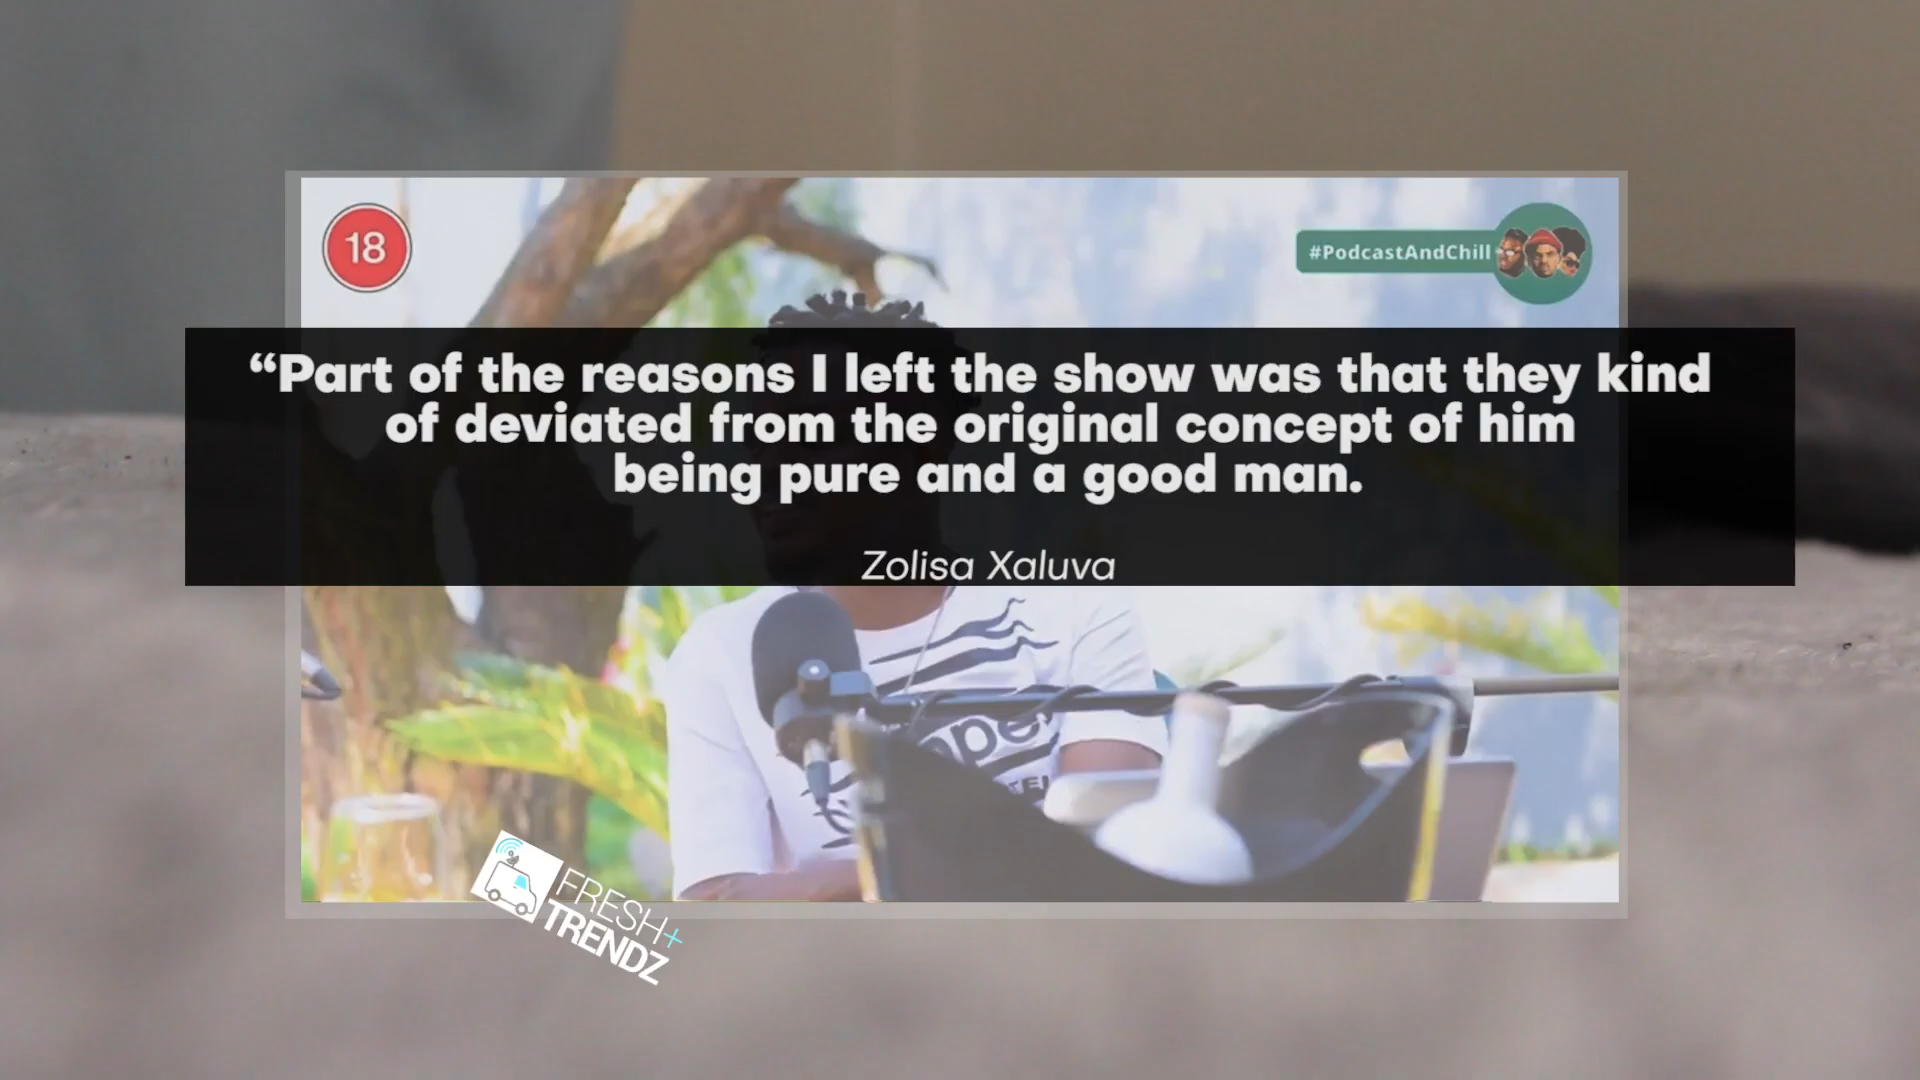 18
#PodcastAndChill
“Part of the reasons I left the show was that they kind
of deviated from the original concept of him
being pure and a good man.
Zolisa Xaluva
FRESH+
TRENDZ